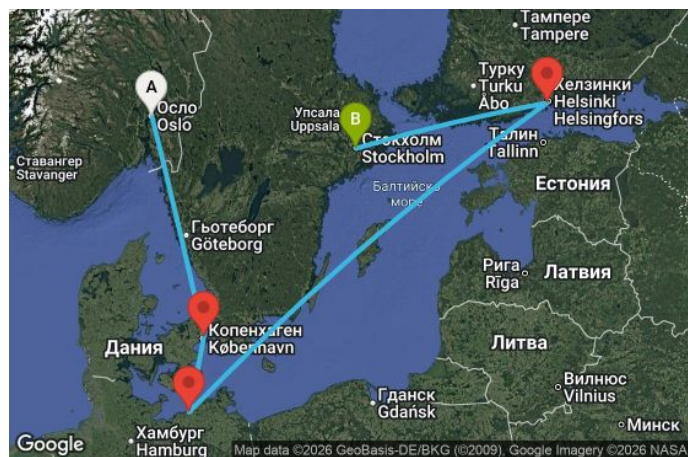 Тампере
Tampere
A
Осло
Oslo
Упсала
Uppsala
B
Стокхолм
Stockholm
Турку
Turku
Åbo
Хелзинки
Helsinki
Helsingfors
Талин
Tallinn
Ставангер
Stavanger
Гьотеборг
Göteborg
Балтийско
море
Естония
Рига
Rīga
ЛАТВИЯ
Копенхаген
København
Дания
Литва
Вилнюс
Vilnius
Гданск
Gdańsk
Минск
Хамбург
Hamburg
Google
Map data ©2026 GeoBasis-DE/BKG (©2009), Google Imagery ©2026 NASA